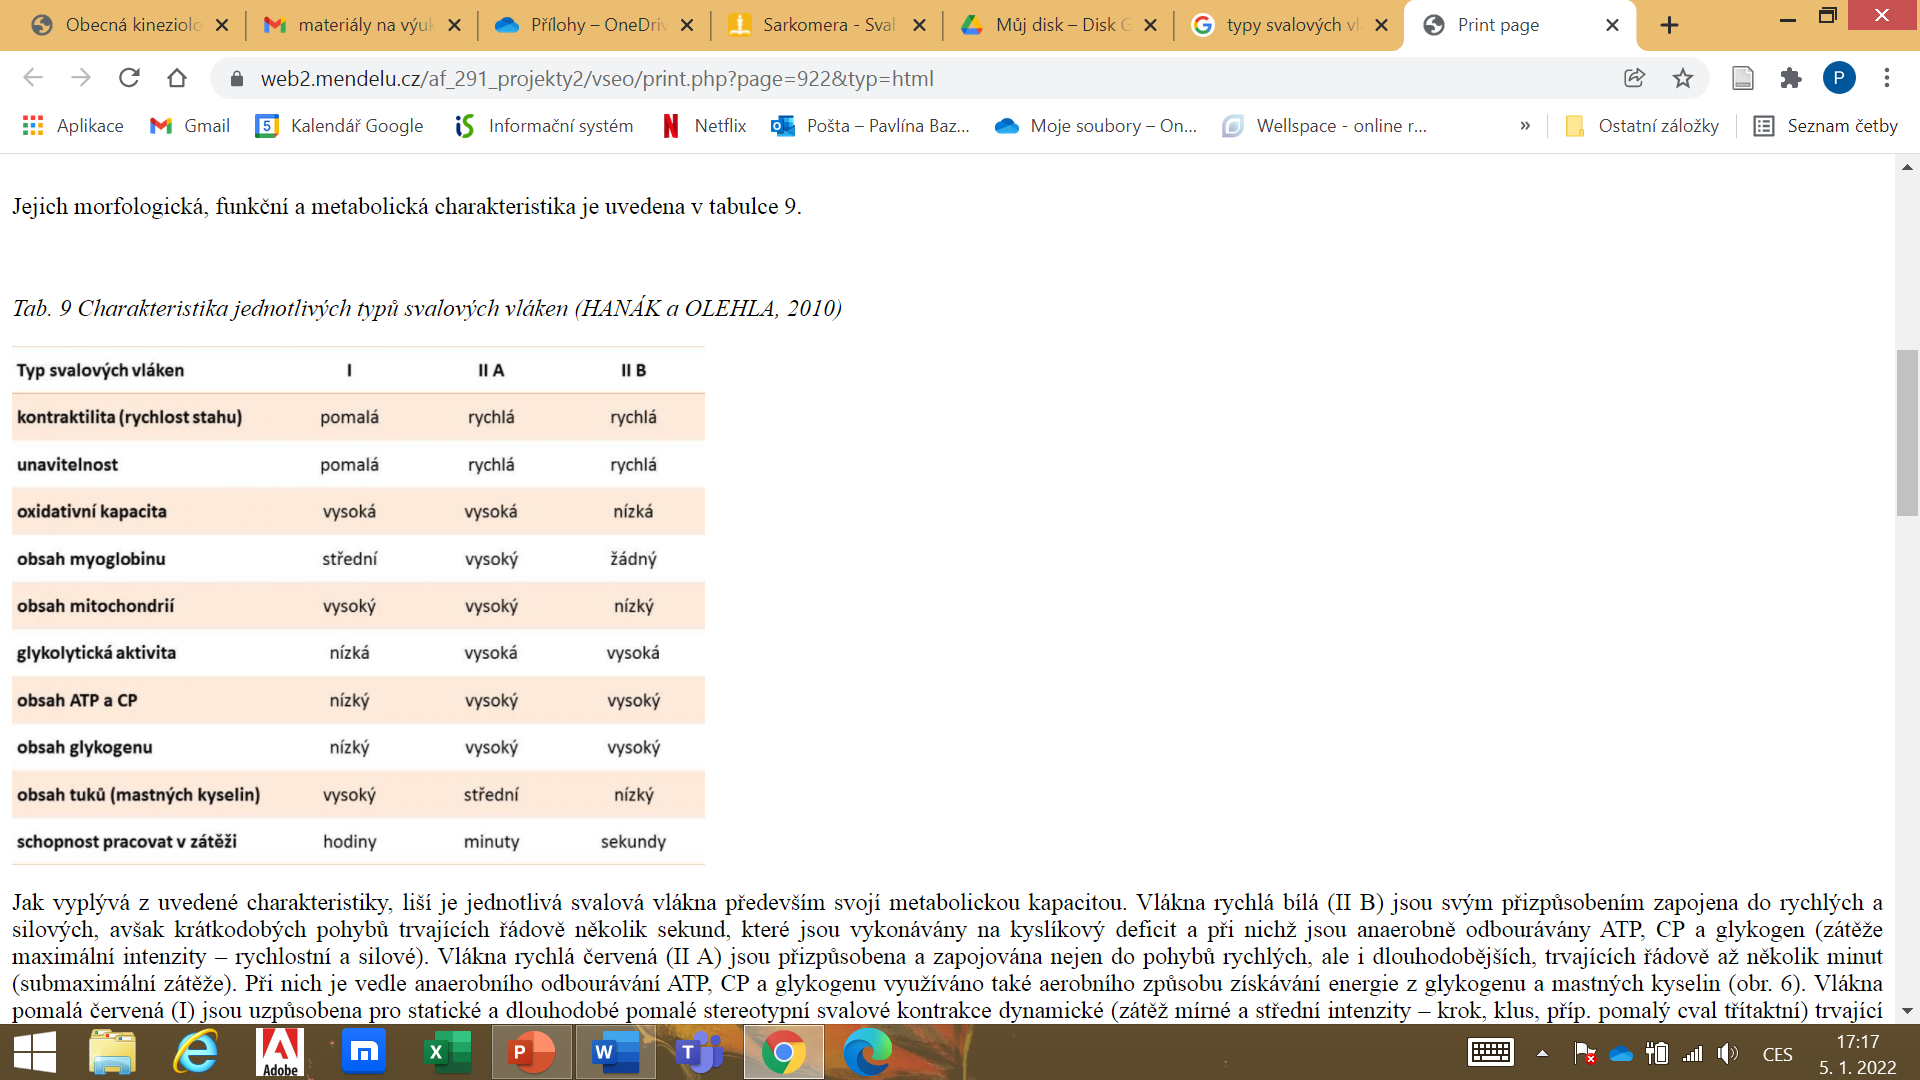 Obecná kineziolo
materiály na výuk
Přílohy – OneDriv
Sarkomera - Sval
Můj disk – Disk G
typy svalových vl
Print page
web2.mendelu.cz/af_291_projekty2/vseo/print.php?page=922&typ=html
P
Aplikace
Gmail
5
Kalendář Google
Informační systém
Netflix
Pošta – Pavlína Baz...
Moje soubory – On...
Wellspace - online r...
»
Ostatní záložky
Seznam četby
Jejich morfologická, funkční a metabolická charakteristika je uvedena v tabulce 9.
Tab. 9 Charakteristika jednotlivých typů svalových vláken (HANÁK a OLEHLA, 2010)
Typ svalových vláken I II A II B
kontraktilita (rychlost stahu) pomalá rychlá rychlá
unavitelnost pomalá rychlá rychlá
oxidativní kapacita vysoká vysoká nízká
obsah myoglobinu střední vysoký žádný
obsah mitochondrií vysoký vysoký nízký
glykolytická aktivita nízká vysoká vysoká
obsah ATP a CP nízký vysoký vysoký
obsah glykogenu nízký vysoký vysoký
obsah tuků (mastných kyselin) vysoký střední nízký
schopnost pracovat v zátěži hodiny minuty sekundy
Jak vyplývá z uvedené charakteristiky, liší je jednotlivá svalová vlákna především svojí metabolickou kapacitou. Vlákna rychlá bílá (II B) jsou svým přizpůsobením zapojena do rychlých a
silových, avšak krátkodobých pohybů trvajících řádově několik sekund, které jsou vykonávány na kyslíkový deficit a při nichž jsou anaerobně odbourávány ATP, CP a glykogen (zátěže
maximální intenzity – rychlostní a silové). Vlákna rychlá červená (II A) jsou přizpůsobena a zapojována nejen do pohybů rychlých, ale i dlouhodobějších, trvajících řádově až několik minut
(submaximální zátěže). Při nich je vedle anaerobního odbourávání ATP, CP a glykogenu využíváno také aerobního způsobu získávání energie z glykogenu a mastných kyselin (obr. 6). Vlákna
pomalá červená (I) jsou uzpůsobena pro statické a dlouhodobé pomalé stereotypní svalové kontrakce dynamické (zátěž mírné a střední intenzity – krok, klus, příp. pomalý cval třítaktní) trvající
Adobe
CES
17:17
5. 1. 2022